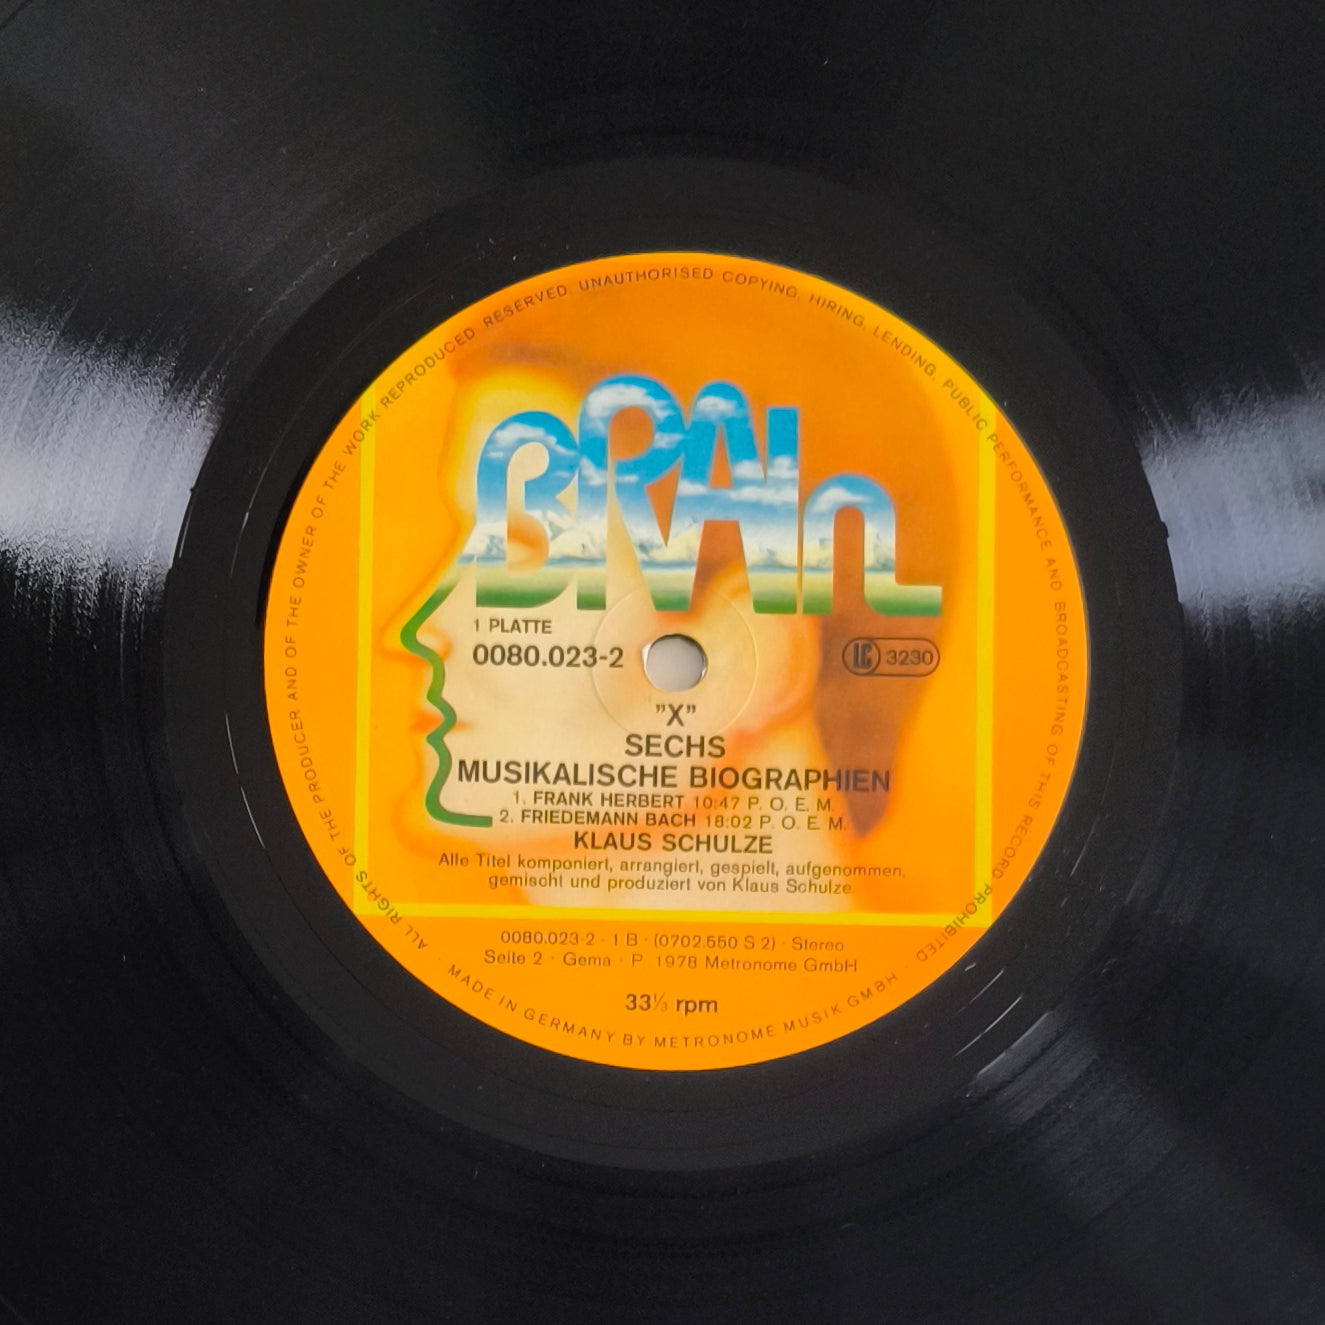 ALL RIGHTS OF THE PRODUCER AND OF THE OWNER OF THE WORK REPRODUCED RESERVED UNAUTHORISED COPYING, HIRING, LENDING, PUBLIC PERFORMANCE AND BROADCASTING OF THIS RECORD PROHIBITED
BRAIN
1 PLATTE
0080.023-2
LC 3230
"X"
SECHS
MUSIKALISCHE BIOGRAPHIEN
1. FRANK HERBERT 10:47 P. O. E. M.
2. FRIEDEMANN BACH 18:02 P. O. E. M.
KLAUS SCHULZE
Alle Titel komponiert, arrangiert, gespielt, aufgenommen,
gemischt und produziert von Klaus Schulze.
0080.023-2 · 1 B · (0702.550 S 2) · Stereo
Seite 2 · Gema · P. 1978 Metronome GmbH
33⅓ rpm
· MADE IN GERMANY BY METRONOME MUSIK GMBH ·